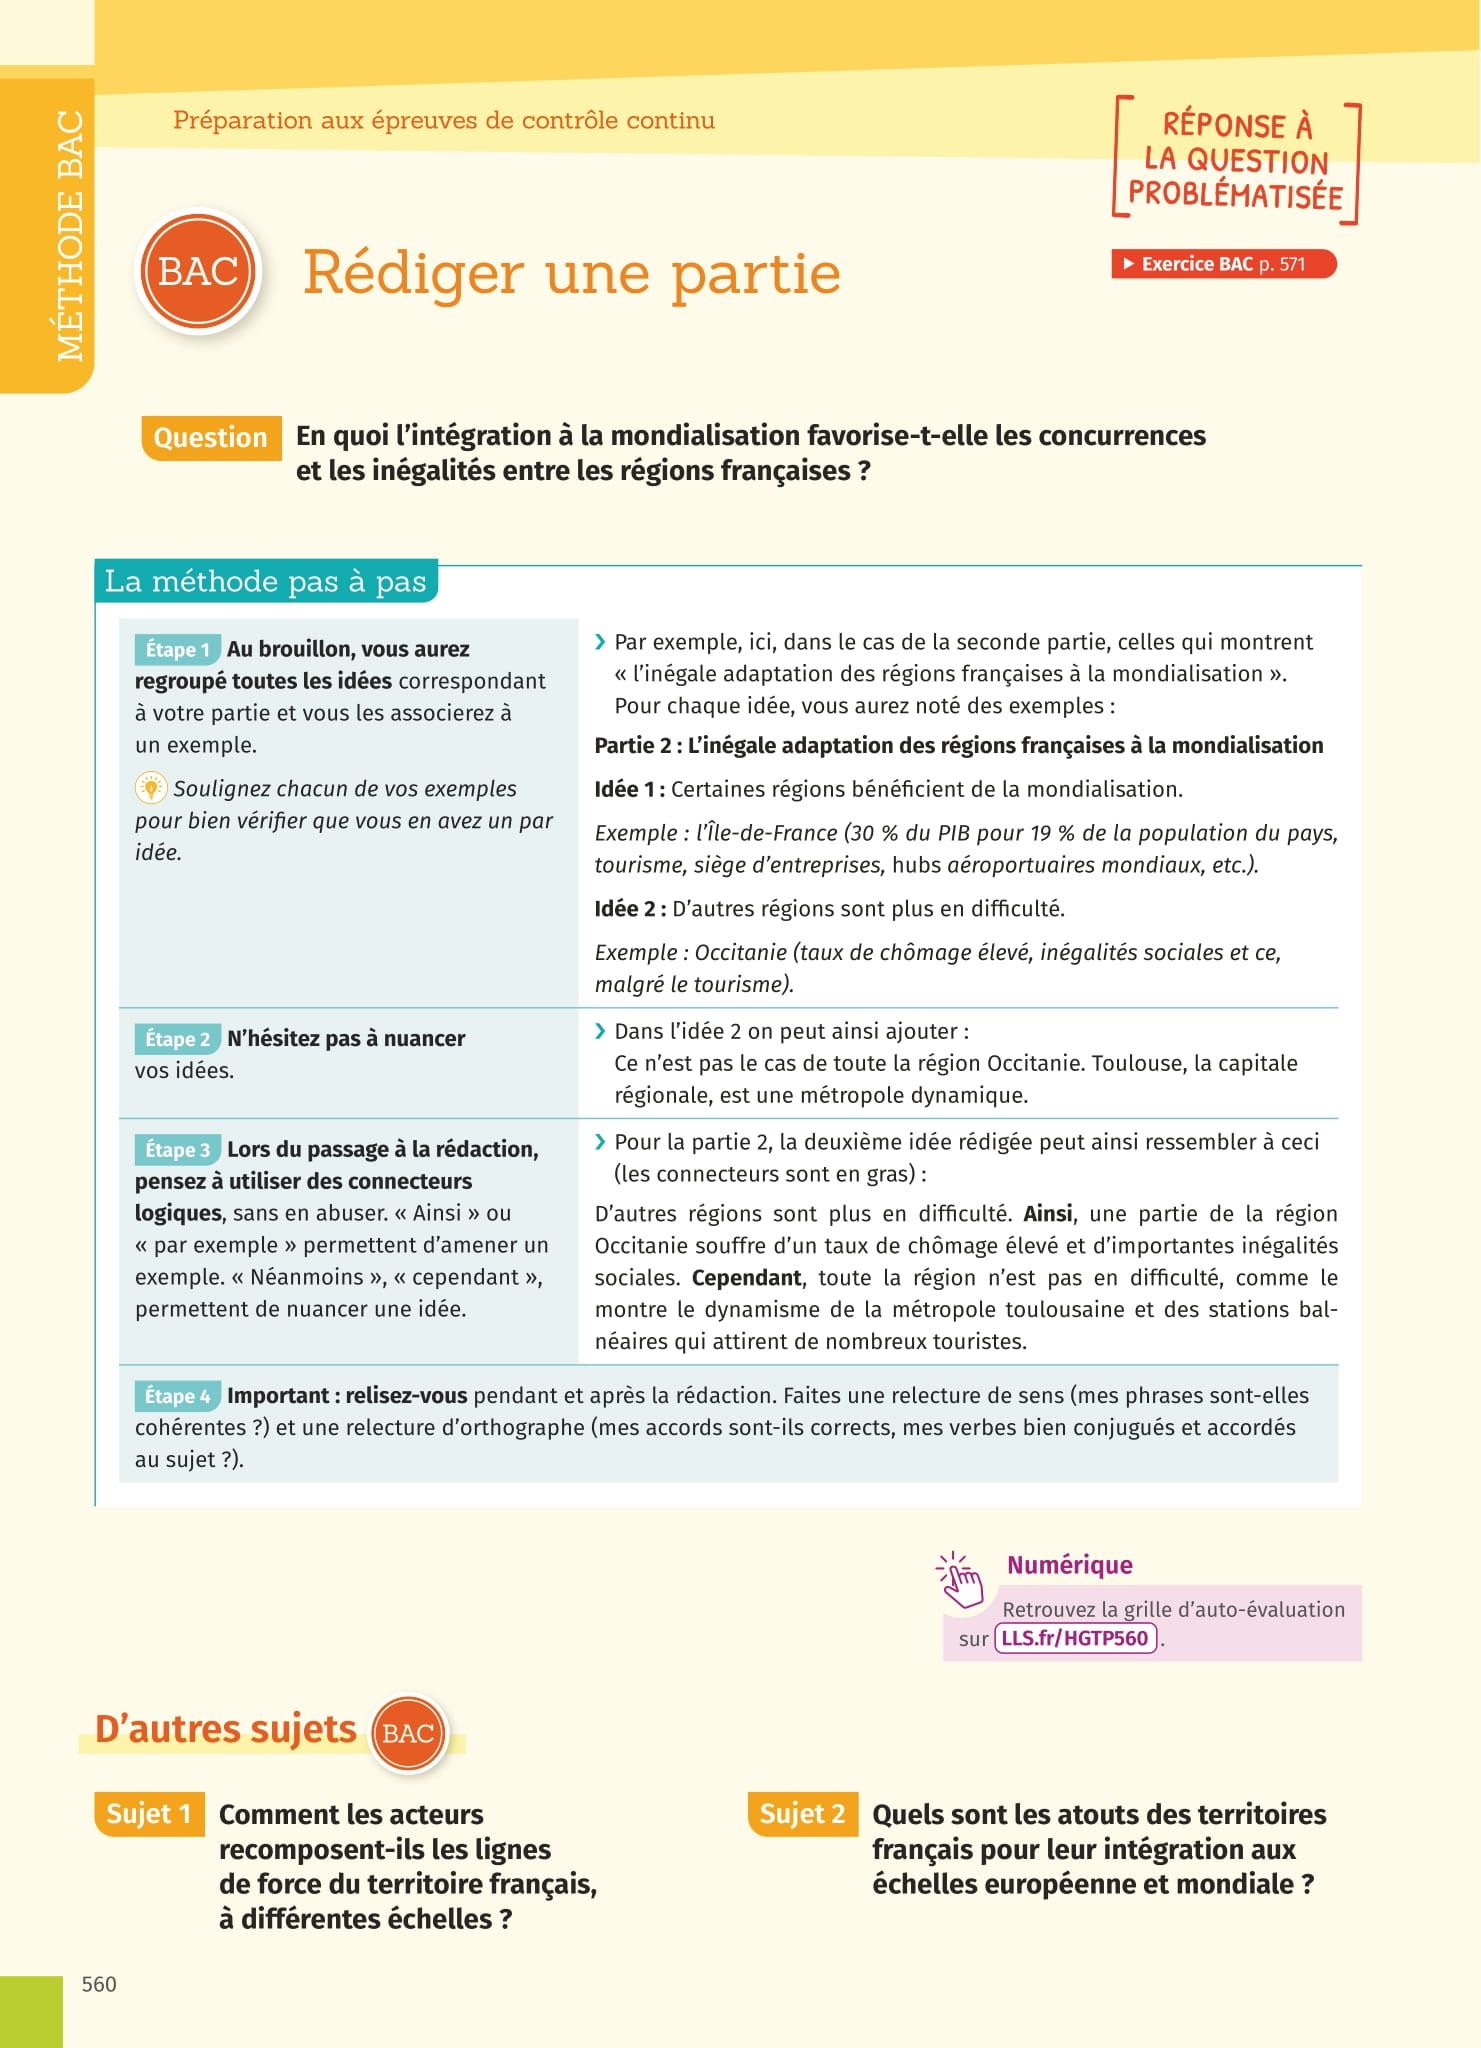 MÉTHODE BAC
Préparation aux épreuves de contrôle continu
RÉPONSE À
LA QUESTION
PROBLÉMATISÉE
Exercice BAC p. 571
BAC
Rédiger une partie
Question
En quoi l'intégration à la mondialisation favorise-t-elle les concurrences
et les inégalités entre les régions françaises ?
La méthode pas à pas
Étape 1 Au brouillon, vous aurez
regroupé toutes les idées correspondant
à votre partie et vous les associerez à
un exemple.
Soulignez chacun de vos exemples
pour bien vérifier que vous en avez un par
idée.
Par exemple, ici, dans le cas de la seconde partie, celles qui montrent
« l'inégale adaptation des régions françaises à la mondialisation ».
Pour chaque idée, vous aurez noté des exemples :
Partie 2 : L'inégale adaptation des régions françaises à la mondialisation
Idée 1 : Certaines régions bénéficient de la mondialisation.
Exemple : l'Île-de-France (30 % du PIB pour 19 % de la population du pays,
tourisme, siège d'entreprises, hubs aéroportuaires mondiaux, etc.).
Idée 2 : D'autres régions sont plus en difficulté.
Exemple : Occitanie (taux de chômage élevé, inégalités sociales et ce,
malgré le tourisme).
Étape 2 N'hésitez pas à nuancer
vos idées.
Dans l'idée 2 on peut ainsi ajouter :
Ce n'est pas le cas de toute la région Occitanie. Toulouse, la capitale
régionale, est une métropole dynamique.
Étape 3 Lors du passage à la rédaction,
pensez à utiliser des connecteurs
logiques, sans en abuser. « Ainsi » ou
« par exemple » permettent d'amener un
exemple. « Néanmoins », « cependant »,
permettent de nuancer une idée.
Pour la partie 2, la deuxième idée rédigée peut ainsi ressembler à ceci
(les connecteurs sont en gras) :
D'autres régions sont plus en difficulté. Ainsi, une partie de la région
Occitanie souffre d'un taux de chômage élevé et d'importantes inégalités
sociales. Cependant, toute la région n'est pas en difficulté, comme le
montre le dynamisme de la métropole toulousaine et des stations bal-
néaires qui attirent de nombreux touristes.
Étape 4 Important : relisez-vous pendant et après la rédaction. Faites une relecture de sens (mes phrases sont-elles
cohérentes ?) et une relecture d'orthographe (mes accords sont-ils corrects, mes verbes bien conjugués et accordés
au sujet ?).
Numérique
Retrouvez la grille d'auto-évaluation
sur LLS.fr/HGTP560 .
D'autres sujets BAC
Sujet 1
Comment les acteurs
recomposent-ils les lignes
de force du territoire français,
à différentes échelles ?
Sujet 2
Quels sont les atouts des territoires
français pour leur intégration aux
échelles européenne et mondiale ?
560